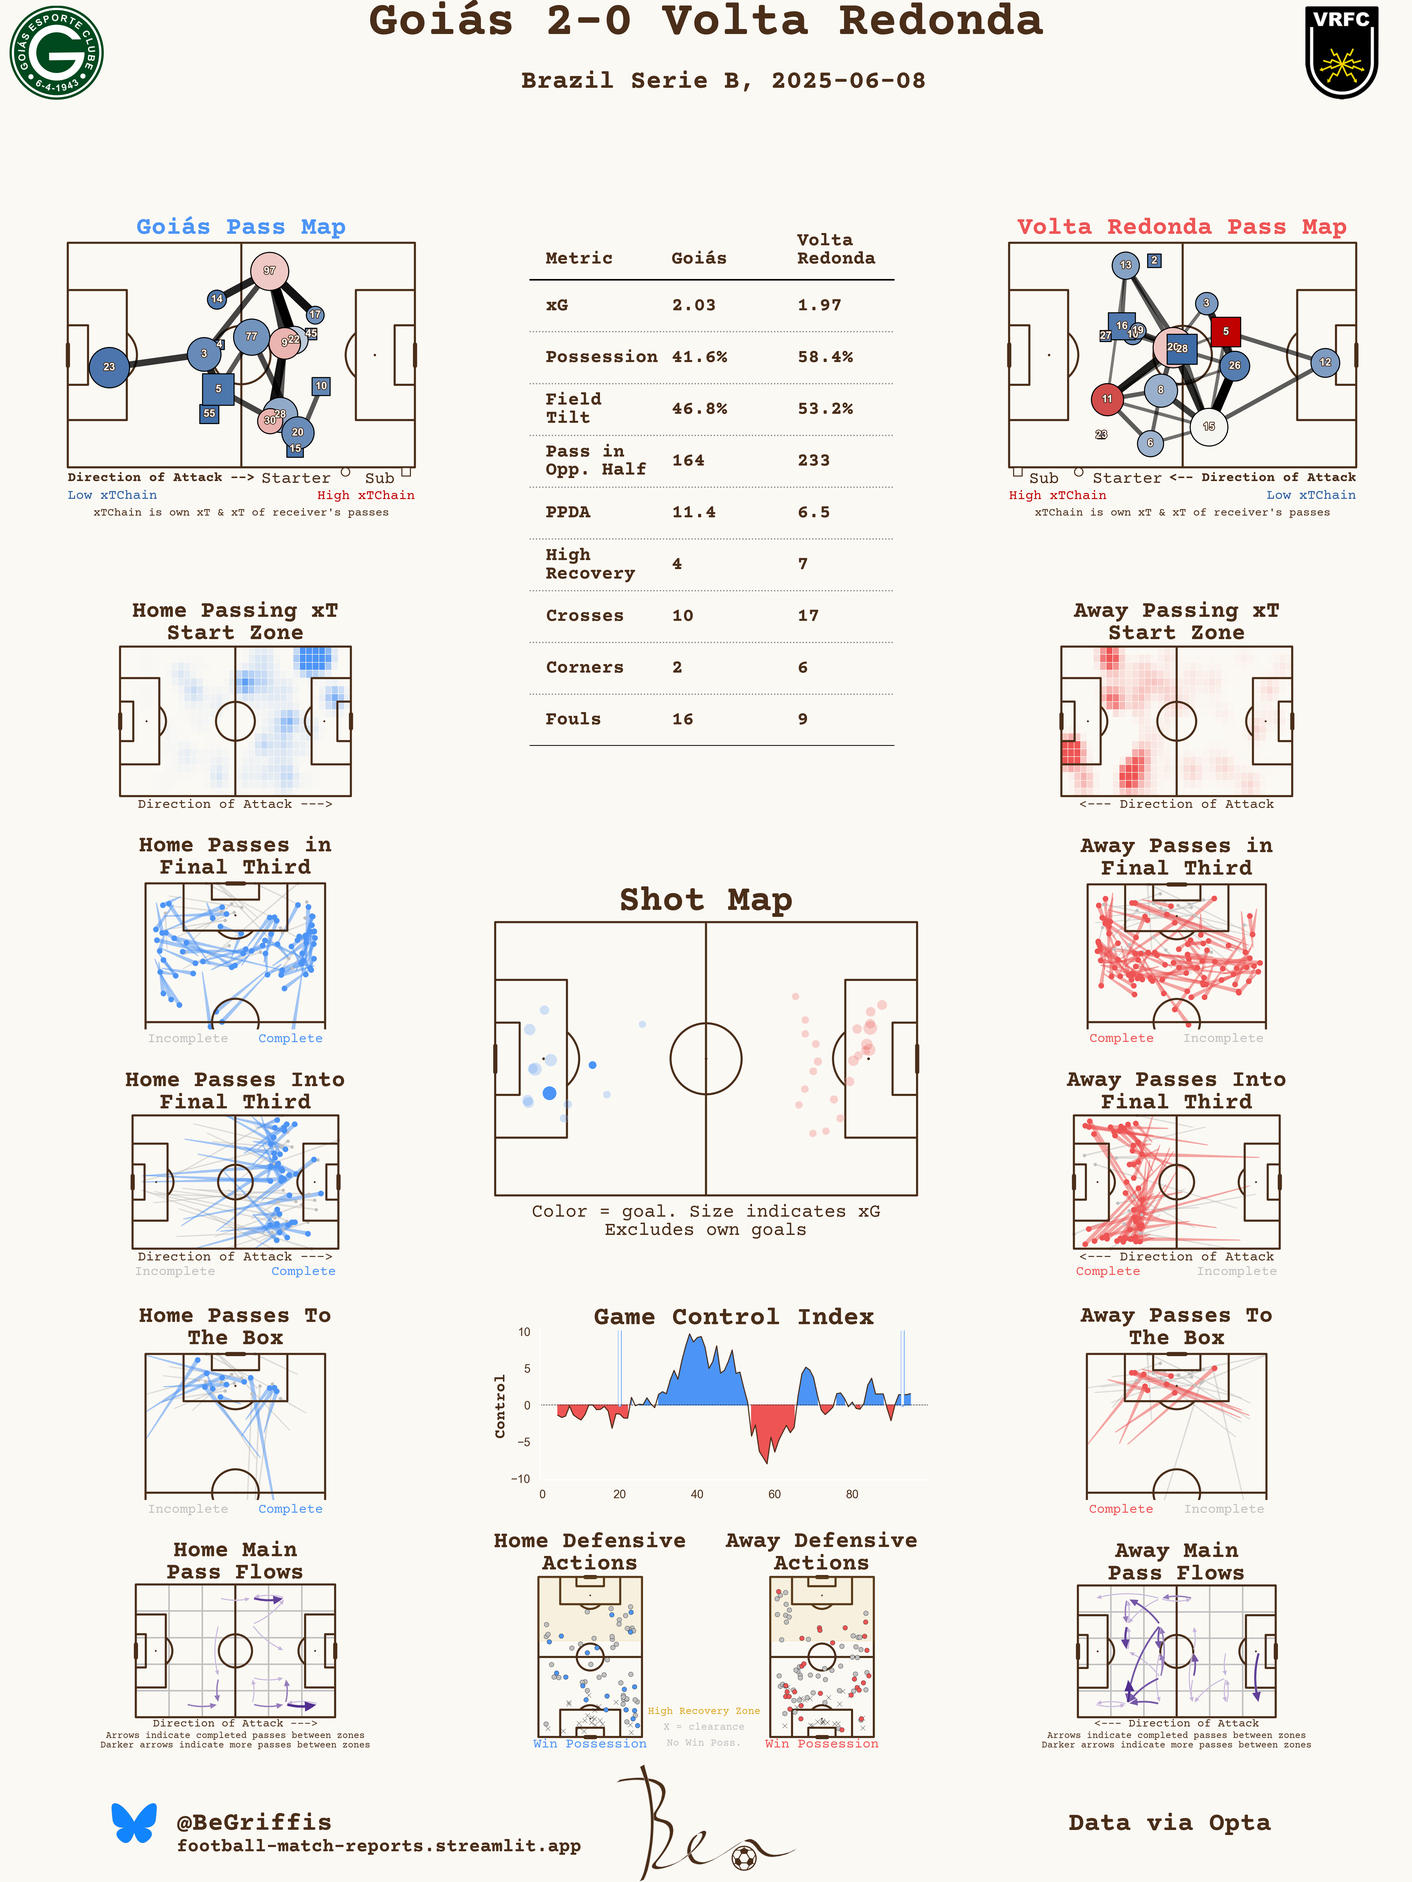 Goiás 2-0 Volta Redonda
Brazil Serie B, 2025-06-08
GOIÁS ESPORTE CLUBE
G
6-4-1943
VRFC
Goiás Pass Map
97
14
17
77
9
22
45
3
4
23
5
10
55
28
30
20
15
Direction of Attack --> Starter Sub
Low xTChain High xTChain
xTChain is own xT & xT of receiver's passes
Metric Goiás Volta Redonda
xG 2.03 1.97
Possession 41.6% 58.4%
Field Tilt 46.8% 53.2%
Pass in Opp. Half 164 233
PPDA 11.4 6.5
High Recovery 4 7
Crosses 10 17
Corners 2 6
Fouls 16 9
Volta Redonda Pass Map
13
2
3
16
19
27
5
20
28
12
26
8
11
15
23
6
Sub Starter <-- Direction of Attack
High xTChain Low xTChain
xTChain is own xT & xT of receiver's passes
Home Passing xT
Start Zone
Direction of Attack --->
Away Passing xT
Start Zone
<--- Direction of Attack
Home Passes in
Final Third
Incomplete Complete
Away Passes in
Final Third
Complete Incomplete
Shot Map
Color = goal. Size indicates xG
Excludes own goals
Home Passes Into
Final Third
Direction of Attack --->
Incomplete Complete
Away Passes Into
Final Third
<--- Direction of Attack
Complete Incomplete
Home Passes To
The Box
Incomplete Complete
Game Control Index
Control
10
5
0
−5
−10
0 20 40 60 80
Away Passes To
The Box
Complete Incomplete
Home Main
Pass Flows
Direction of Attack --->
Arrows indicate completed passes between zones
Darker arrows indicate more passes between zones
Home Defensive
Actions
Win Possession
Away Defensive
Actions
Win Possession
High Recovery Zone
X = clearance
No Win Poss.
Away Main
Pass Flows
<--- Direction of Attack
Arrows indicate completed passes between zones
Darker arrows indicate more passes between zones
@BeGriffis
football-match-reports.streamlit.app
Ben
Data via Opta